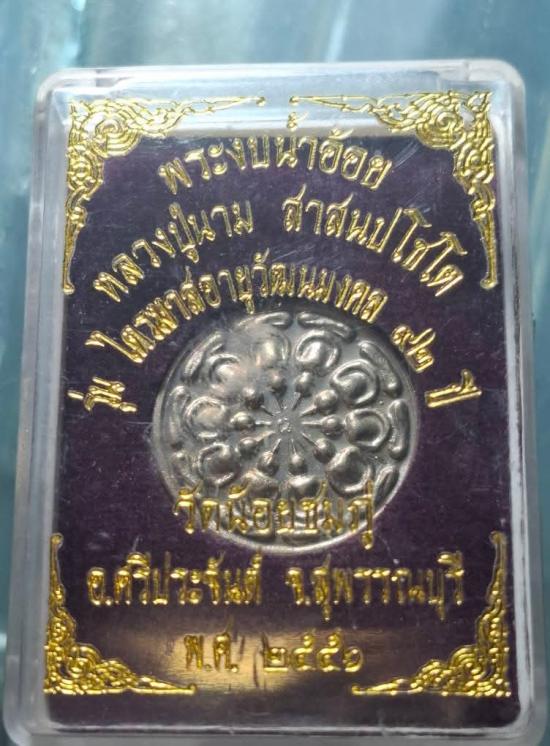 พระงบน้ำอ้อย
หลวงปู่นาม สาสนปโชโต
รุ่น ไตรมาสอายุวัฒนมงคล ๙๒ ปี
วัดน้อยชมภู่
อ.ศรีประจันต์ จ.สุพรรณบุรี
พ.ศ. ๒๕๕๑